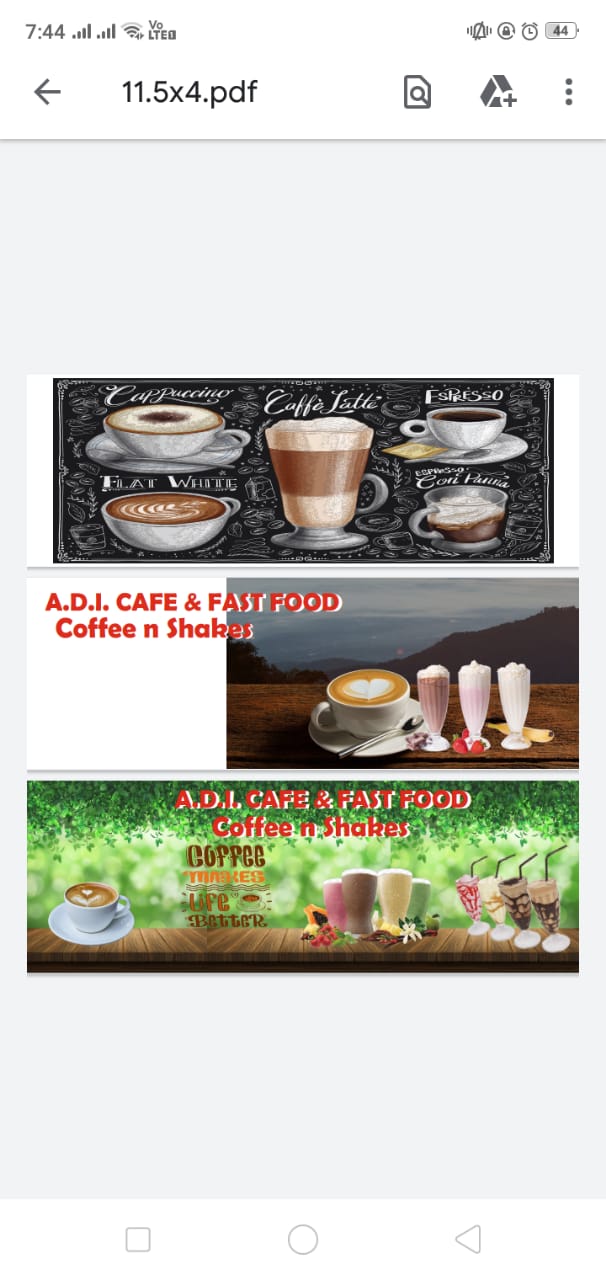 7:44
Vo
LTE
44
11.5x4.pdf
Cappuccino
Caffè Latte
ESPRESSO
FLAT WHITE
ESPRESSO
Con Panna
A.D.I. CAFE & FAST FOOD
Coffee n Shakes
A.D.I. CAFE & FAST FOOD
Coffee n Shakes
COFFEE
MAKES
LIFE
BETTER